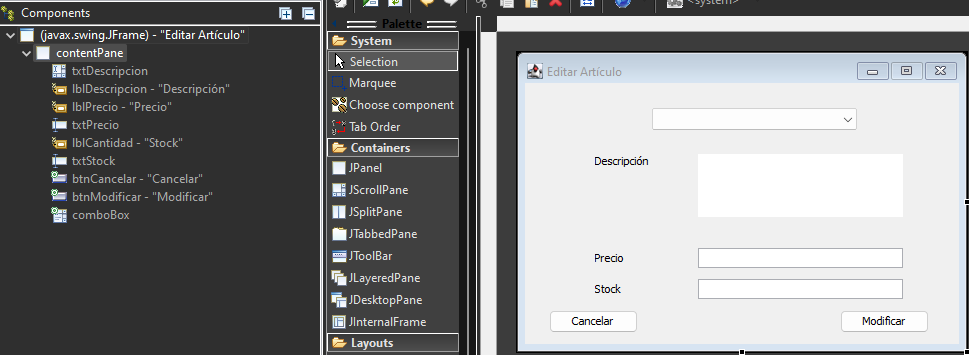 Components
(javax.swing.JFrame) - "Editar Artículo"
contentPane
txtDescripcion
lblDescripcion - "Descripción"
lblPrecio - "Precio"
txtPrecio
lblCantidad - "Stock"
txtStock
btnCancelar - "Cancelar"
btnModificar - "Modificar"
comboBox
Palette
System
Selection
Marquee
Choose component
Tab Order
Containers
JPanel
JScrollPane
JSplitPane
JTabbedPane
JToolBar
JLayeredPane
JDesktopPane
JInternalFrame
Layouts
<system>
Editar Artículo
Descripción
Precio
Stock
Cancelar
Modificar